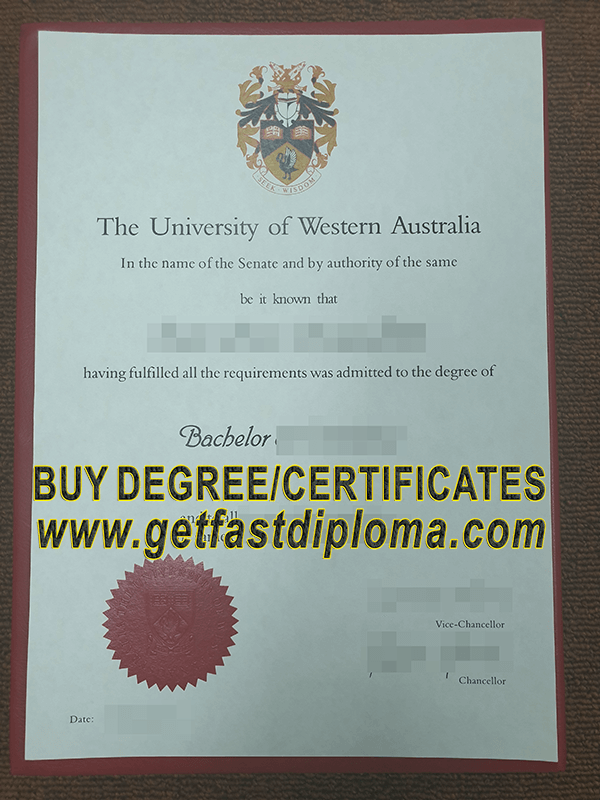 SEEK WISDOM
The University of Western Australia
In the name of the Senate and by authority of the same
be it known that
having fulfilled all the requirements was admitted to the degree of
Bachelor
BUY DEGREE/CERTIFICATES
www.getfastdiploma.com
Vice-Chancellor
Chancellor
Date: